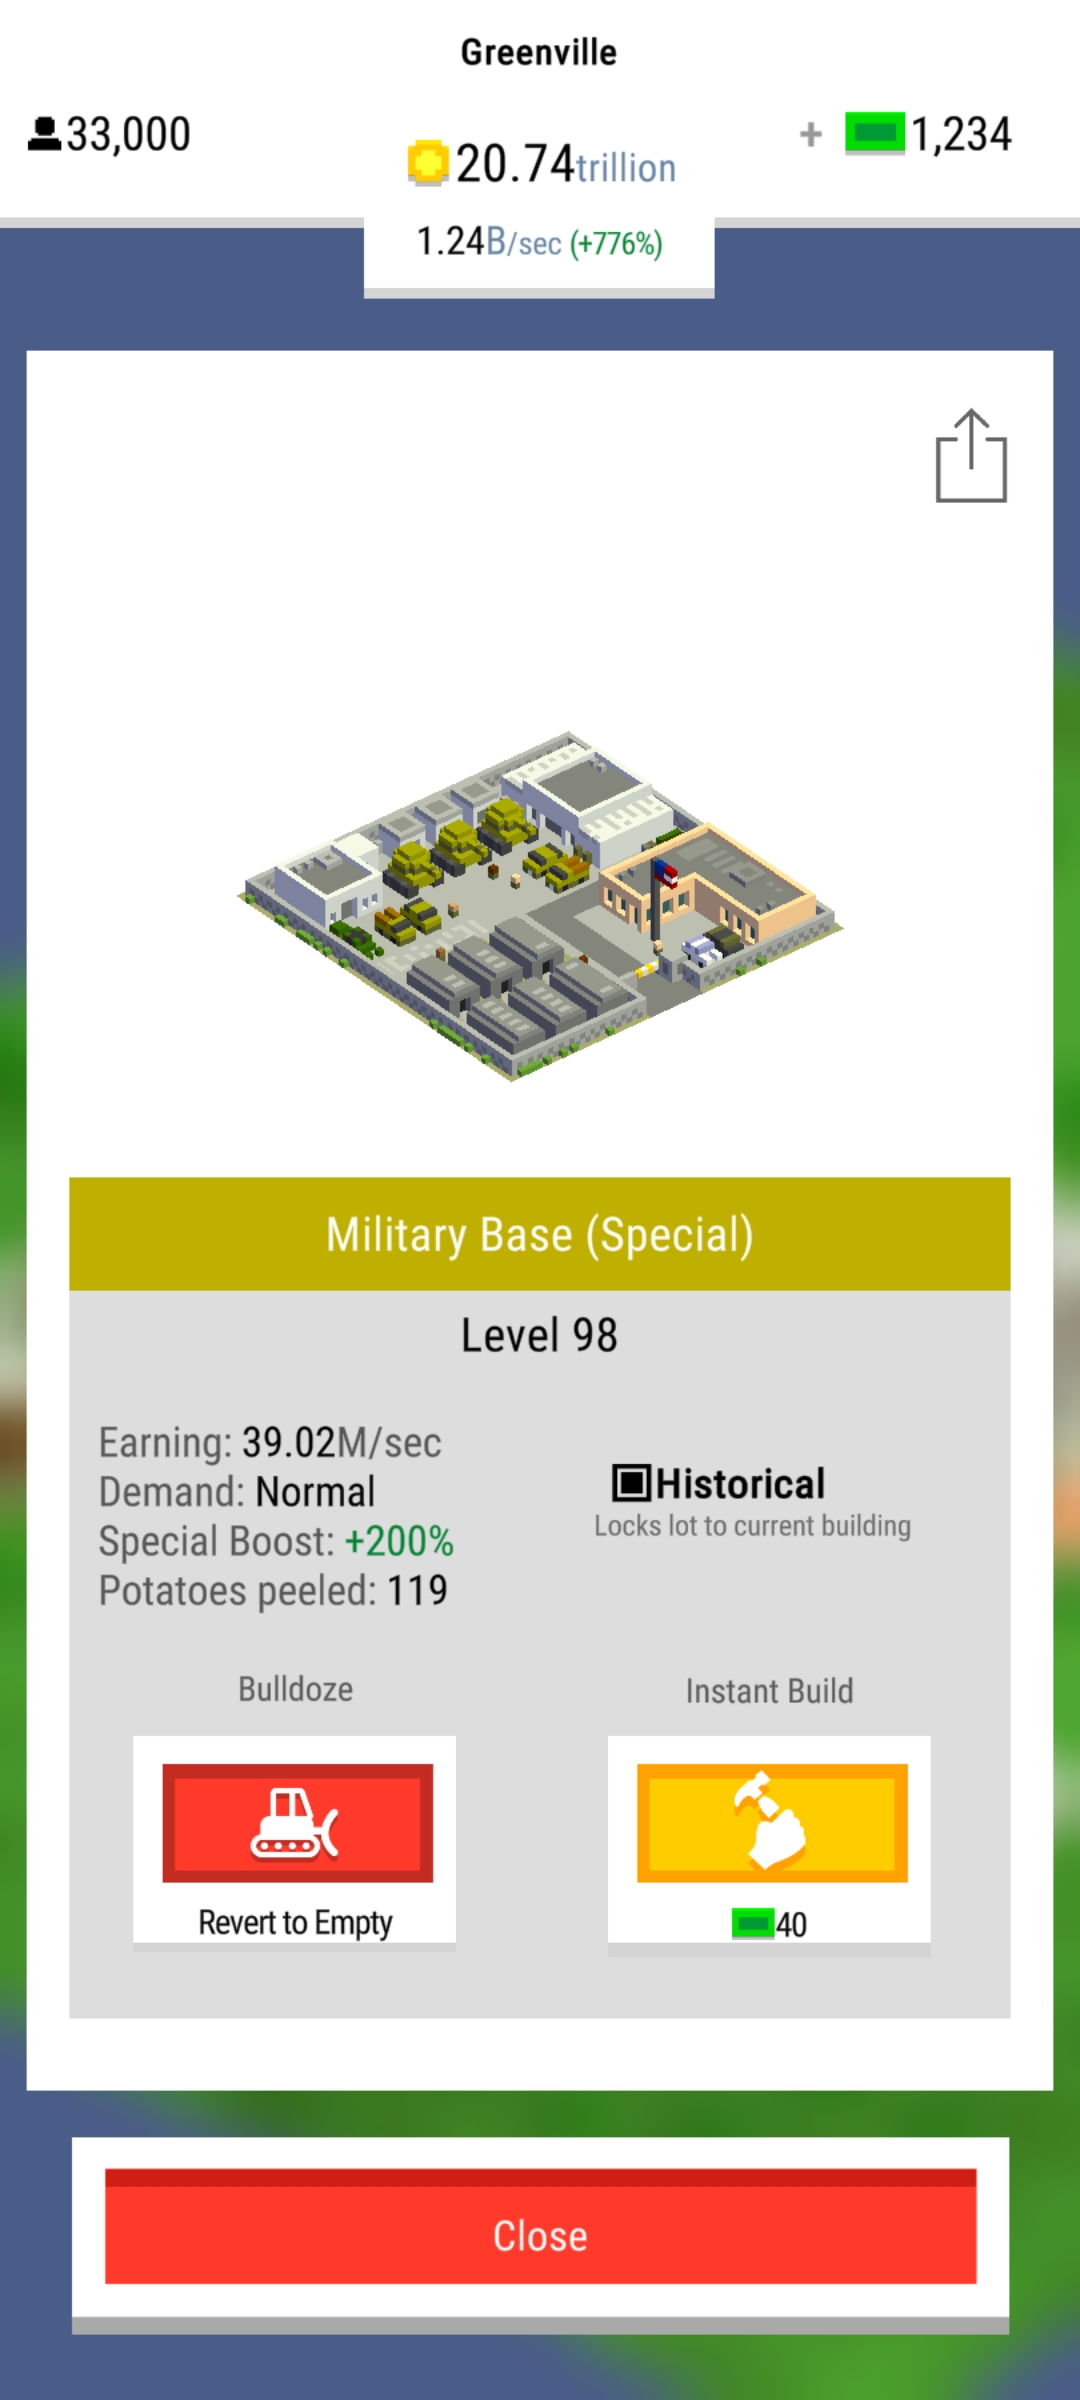 Greenville
33,000
20.74trillion
+ 1,234
1.24B/sec (+776%)
Military Base (Special)
Level 98
Earning: 39.02M/sec
Demand: Normal
Special Boost: +200%
Potatoes peeled: 119
Historical
Locks lot to current building
Bulldoze
Revert to Empty
Instant Build
40
Close